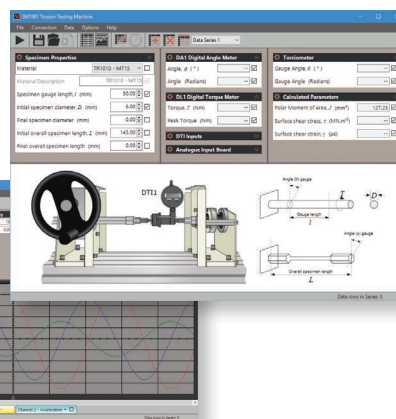 SM1001 Torsion Testing Machine
File Connection Data Options Help
Data Series 1
Specimen Properties
Material TR1010 - MT15
Material Description TR1010 - MT15
Specimen gauge length, l (mm) 50.00
Initial specimen diameter, D (mm) 6.00
Final specimen diameter (mm) 0.00
Initial overall specimen length, L (mm) 143.00
Final overall specimen length (mm) 0.00
DA1 Digital Angle Meter
Angle, ϕ (°) --
Angle (Radians) --
DL1 Digital Torque Meter
Torque, T (Nm) --
Peak Torque (Nm) --
DTI Inputs
Analogue Input Board
Torsiometer
Gauge Angle, θ (°) --
Gauge Angle (Radians) --
Calculated Parameters
Polar Moment of Area, J (mm⁴) 127.23
Surface shear stress, τ (MN.m⁻²) --
Surface shear strain, γ (με) --
DTI1
Angle (θ) gauge
Gauge length
l
D
Angle (ϕ) gauge
Overall specimen length
L
Data rows in Series: 0
Channel 2 - acceleration
Data rows in Series: 2